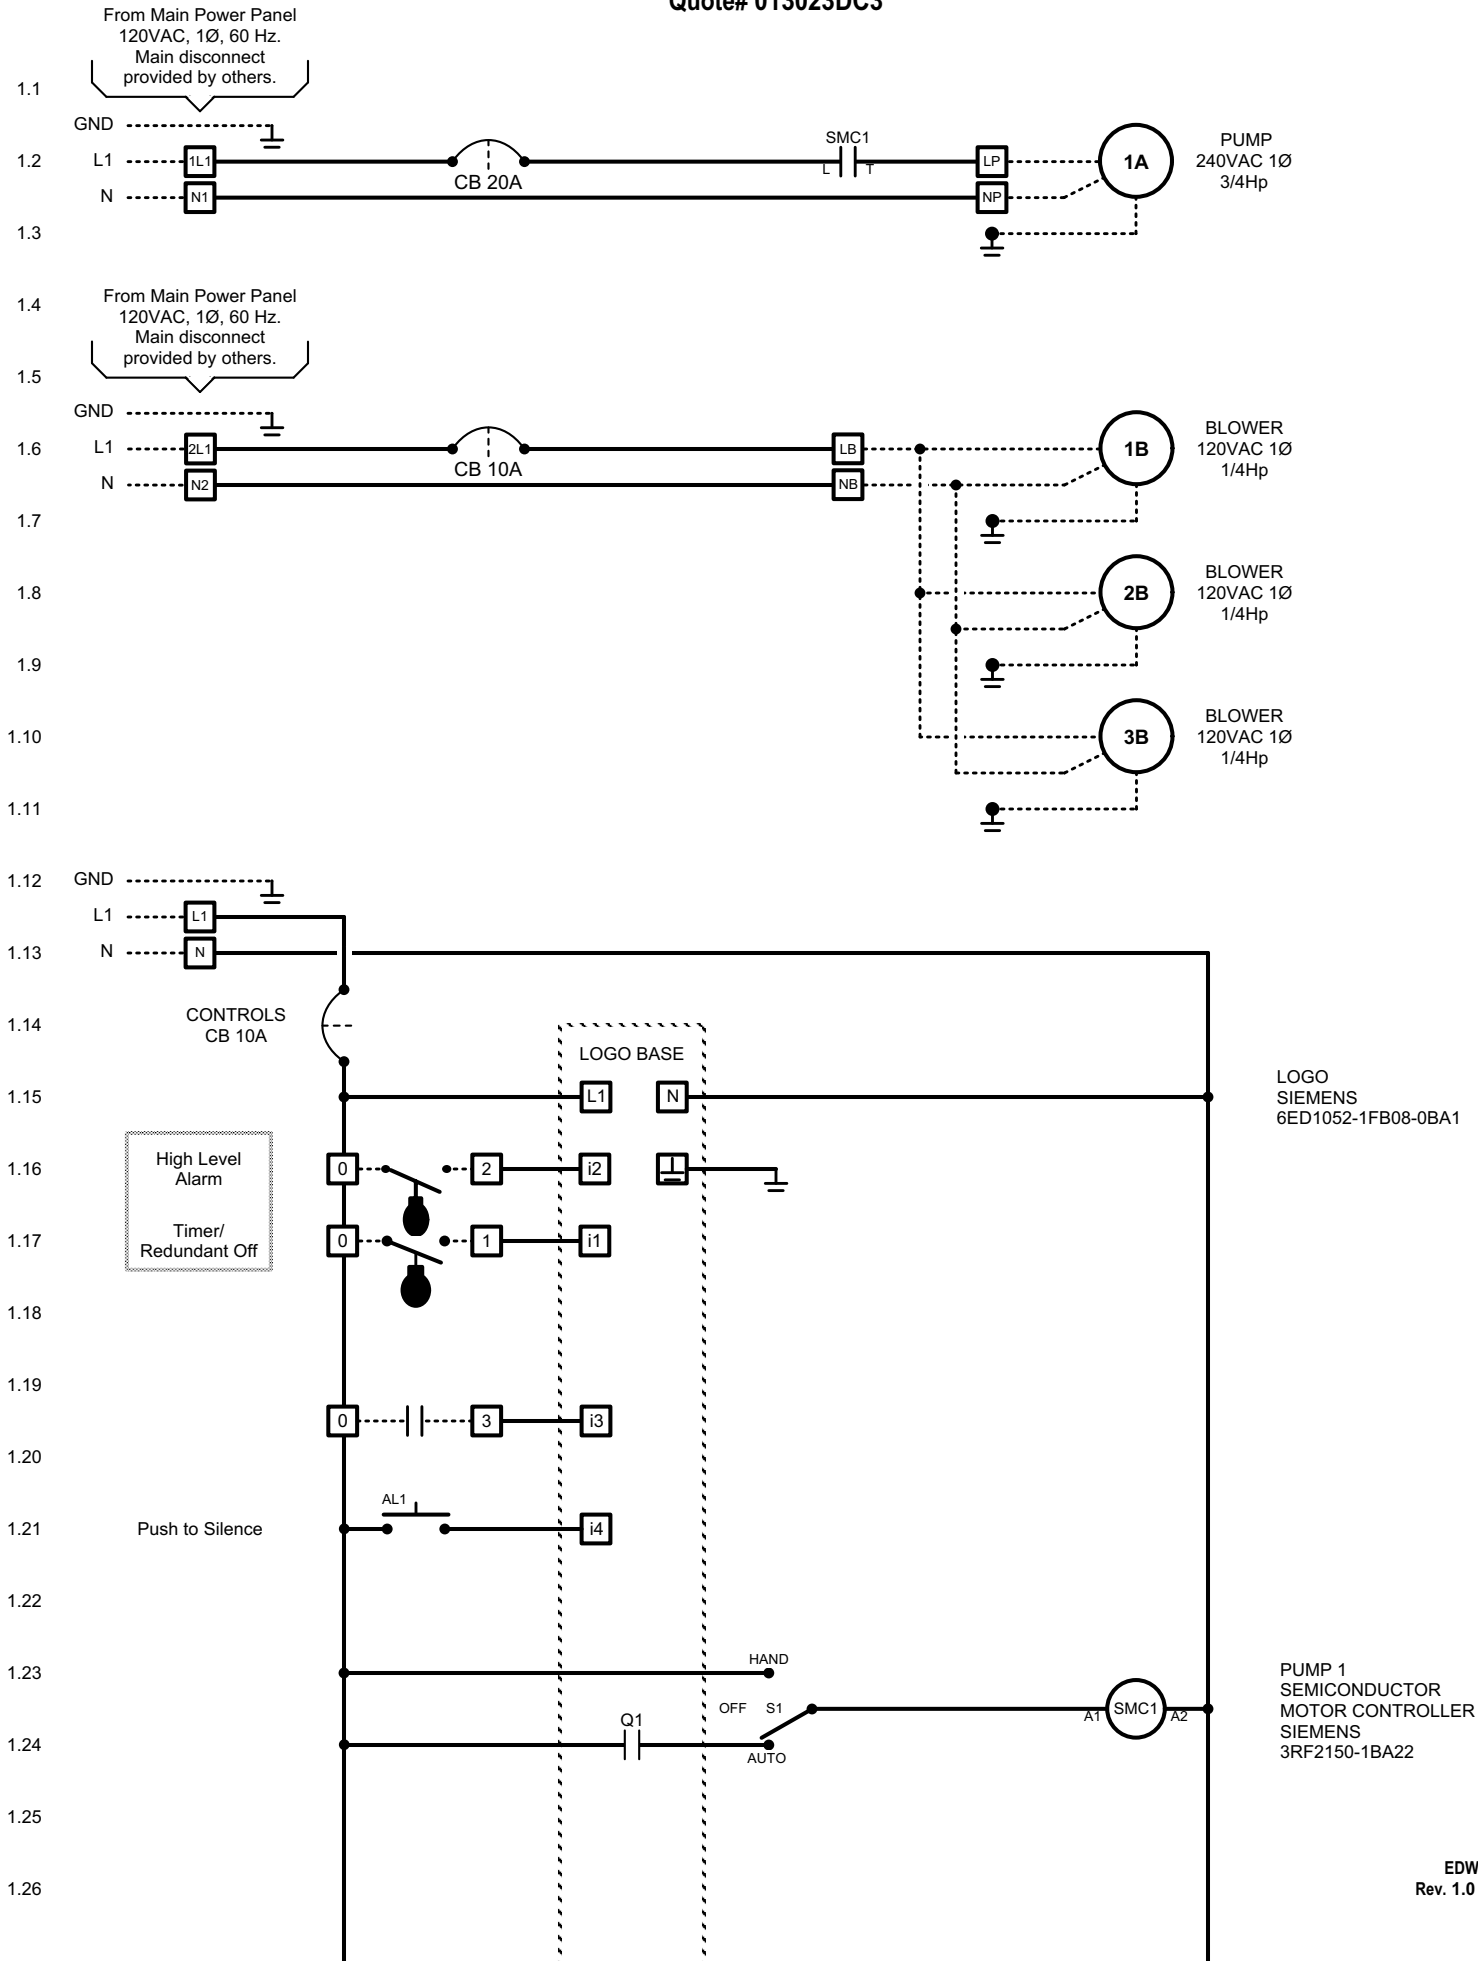 Quote# 013023DC3
From Main Power Panel
120VAC, 1Ø, 60 Hz.
Main disconnect
provided by others.
1.1
GND
1.2
L1
1L1
CB 20A
SMC1
L
T
LP
1A
PUMP
240VAC 1Ø
3/4Hp
N
N1
NP
1.3
1.4
From Main Power Panel
120VAC, 1Ø, 60 Hz.
Main disconnect
provided by others.
1.5
GND
1.6
L1
2L1
CB 10A
LB
1B
BLOWER
120VAC 1Ø
1/4Hp
N
N2
NB
1.7
1.8
2B
BLOWER
120VAC 1Ø
1/4Hp
1.9
1.10
3B
BLOWER
120VAC 1Ø
1/4Hp
1.11
1.12
GND
L1
L1
1.13
N
N
1.14
CONTROLS
CB 10A
LOGO BASE
1.15
L1
N
LOGO
SIEMENS
6ED1052-1FB08-0BA1
1.16
High Level
Alarm
0
2
i2
1.17
Timer/
Redundant Off
0
1
i1
1.18
1.19
0
3
i3
1.20
1.21
Push to Silence
AL1
i4
1.22
1.23
HAND
OFF
S1
A1
SMC1
A2
PUMP 1
SEMICONDUCTOR
MOTOR CONTROLLER
SIEMENS
3RF2150-1BA22
1.24
Q1
AUTO
1.25
1.26
EDW
Rev. 1.0